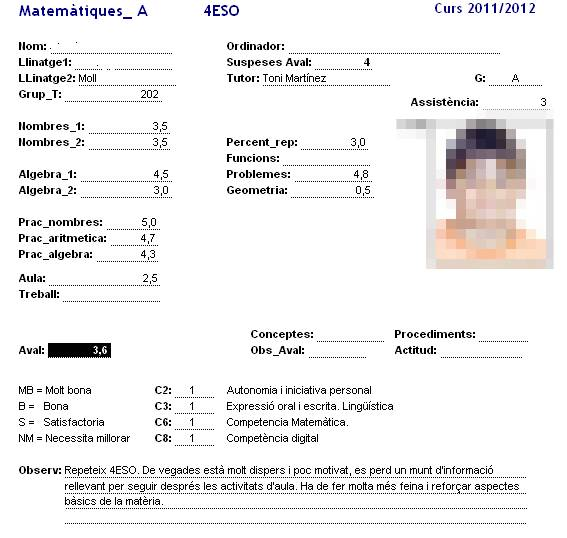 Matemàtiques_ A 4ESO Curs 2011/2012
Nom: Ordinador:
Llinatge1: Suspeses Aval: 4
LLinatge2: Moll Tutor: Toni Martínez G: A
Grup_T: 202
Assistència: 3
Nombres_1: 3,5
Nombres_2: 3,5 Percent_rep: 3,0
Funcions:
Algebra_1: 4,5 Problemes: 4,8
Algebra_2: 3,0 Geometria: 0,5
Prac_nombres: 5,0
Prac_aritmetica: 4,7
Prac_algebra: 4,3
Aula: 2,5
Treball:
Conceptes: Procediments:
Aval: 3,6 Obs_Aval: Actitud:
MB = Molt bona C2: 1 Autonomia i iniciativa personal
B = Bona C3: 1 Expressió oral i escrita. Lingüística
S = Satisfactoria C6: 1 Competencia Matemàtica.
NM = Necessita millorar C8: 1 Competència digital
Observ: Repeteix 4ESO. De vegades està molt dispers i poc motivat, es perd un munt d'informació
rellevant per seguir després les activitats d'aula. Ha de fer molta més feina i reforçar aspectes
bàsics de la matèria.